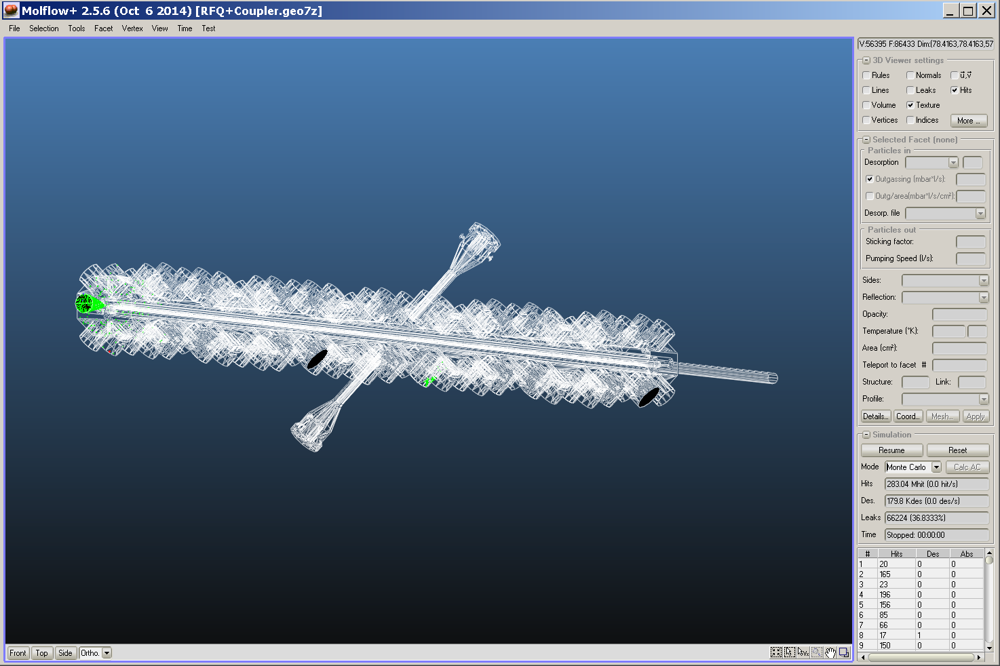 Molflow+ 2.5.6 (Oct  6 2014) [RFQ+Coupler.geo7z]
File Selection Tools Facet Vertex View Time Test
V:56395 F:86433 Dim:(78.4163,78.4163,57
3D Viewer settings
Rules Normals u,v
Lines Leaks Hits
Volume Texture
Vertices Indices More ...
Selected Facet (none)
Particles in
Desorption
Outgassing (mbar*l/s):
Outg/area(mbar*l/s/cm²):
Desorp. file
Particles out
Sticking factor:
Pumping Speed (l/s):
Sides:
Reflection:
Opacity:
Temperature (°K):
Area (cm²):
Teleport to facet #
Structure: Link:
Profile:
Details... Coord... Mesh... Apply
Simulation
Resume Reset
Mode Monte Carlo Calc AC
Hits 283.04 Mhit (0.0 hit/s)
Des. 179.8 Kdes (0.0 des/s)
Leaks 66224 (36.8333%)
Time Stopped: 00:00:00
# Hits Des Abs
1 20 0 0
2 165 0 0
3 23 0 0
4 196 0 0
5 156 0 0
6 85 0 0
7 66 0 0
8 17 1 0
9 150 0 0
Front Top Side Ortho.